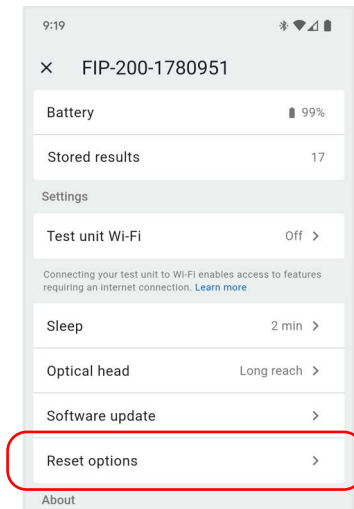 9:19
× FIP-200-1780951
Battery 99%
Stored results 17
Settings
Test unit Wi-Fi Off >
Connecting your test unit to Wi-Fi enables access to features
requiring an internet connection. Learn more
Sleep 2 min >
Optical head Long reach >
Software update >
Reset options >
About